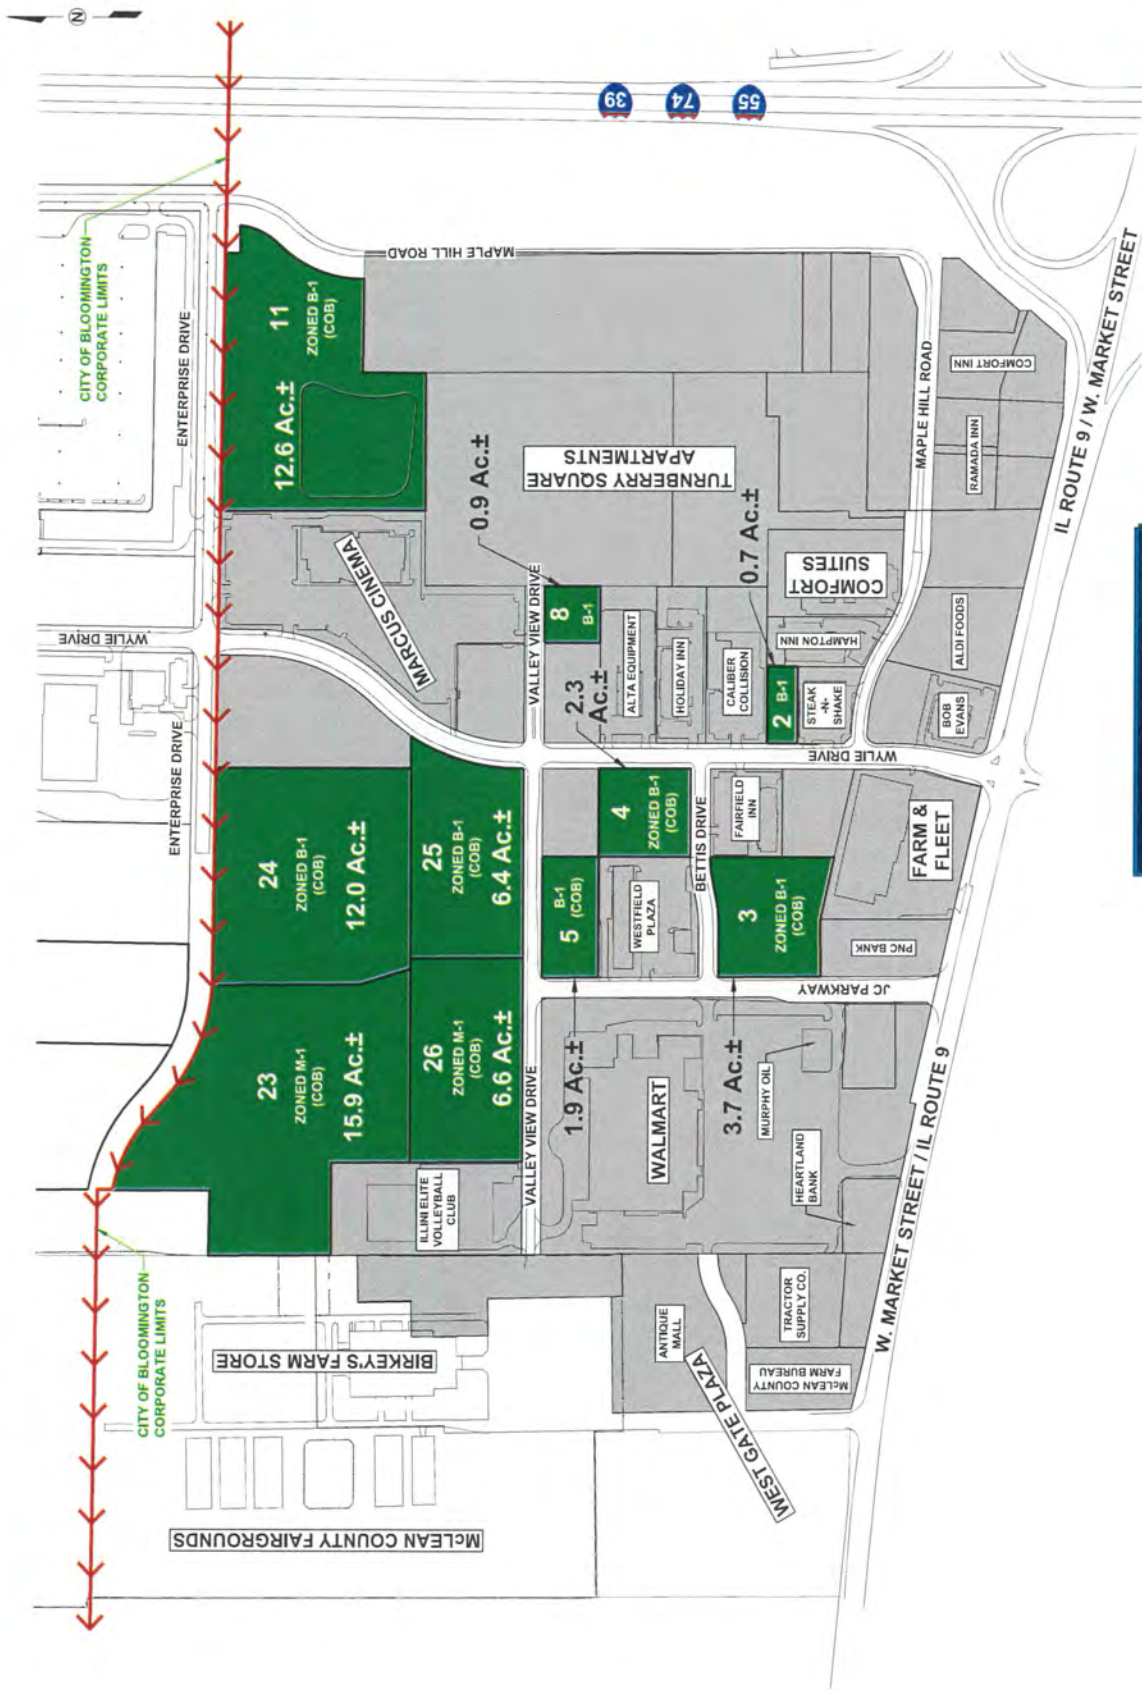 N
CITY OF BLOOMINGTON
CORPORATE LIMITS
CITY OF BLOOMINGTON
CORPORATE LIMITS
ENTERPRISE DRIVE
WYLIE DRIVE
ENTERPRISE DRIVE
McLEAN COUNTY FAIRGROUNDS
BIRKEY'S FARM STORE
23
ZONED M-1
(COB)
15.9 Ac.±
24
ZONED B-1
(COB)
12.0 Ac.±
11
ZONED B-1
(COB)
12.6 Ac.±
MAPLE HILL ROAD
MARCUS CINEMA
ILLINI ELITE
VOLLEYBALL
CLUB
26
ZONED M-1
(COB)
6.6 Ac.±
25
ZONED B-1
(COB)
6.4 Ac.±
0.9 Ac.±
VALLEY VIEW DRIVE
VALLEY VIEW DRIVE
TURNBERRY SQUARE
APARTMENTS
39
74
55
1.9 Ac.±
5
B-1
(COB)
2.3
Ac.±
8
B-1
ALTA EQUIPMENT
HOLIDAY INN
CALIBER
COLLISION
0.7 Ac.±
WESTFIELD
PLAZA
4
ZONED B-1
(COB)
BETTIS DRIVE
ANTIQUE
MALL
WEST GATE PLAZA
WALMART
3.7 Ac.±
3
ZONED B-1
(COB)
FAIRFIELD
INN
2
B-1
STEAK
-N-
SHAKE
HAMPTON INN
COMFORT
SUITES
MURPHY OIL
JC PARKWAY
WYLIE DRIVE
MAPLE HILL ROAD
TRACTOR
SUPPLY CO.
McLEAN COUNTY
FARM BUREAU
HEARTLAND
BANK
PNC BANK
FARM &
FLEET
BOB
EVANS
ALDI FOODS
RAMADA INN
COMFORT INN
W. MARKET STREET / IL ROUTE 9
IL ROUTE 9 / W. MARKET STREET